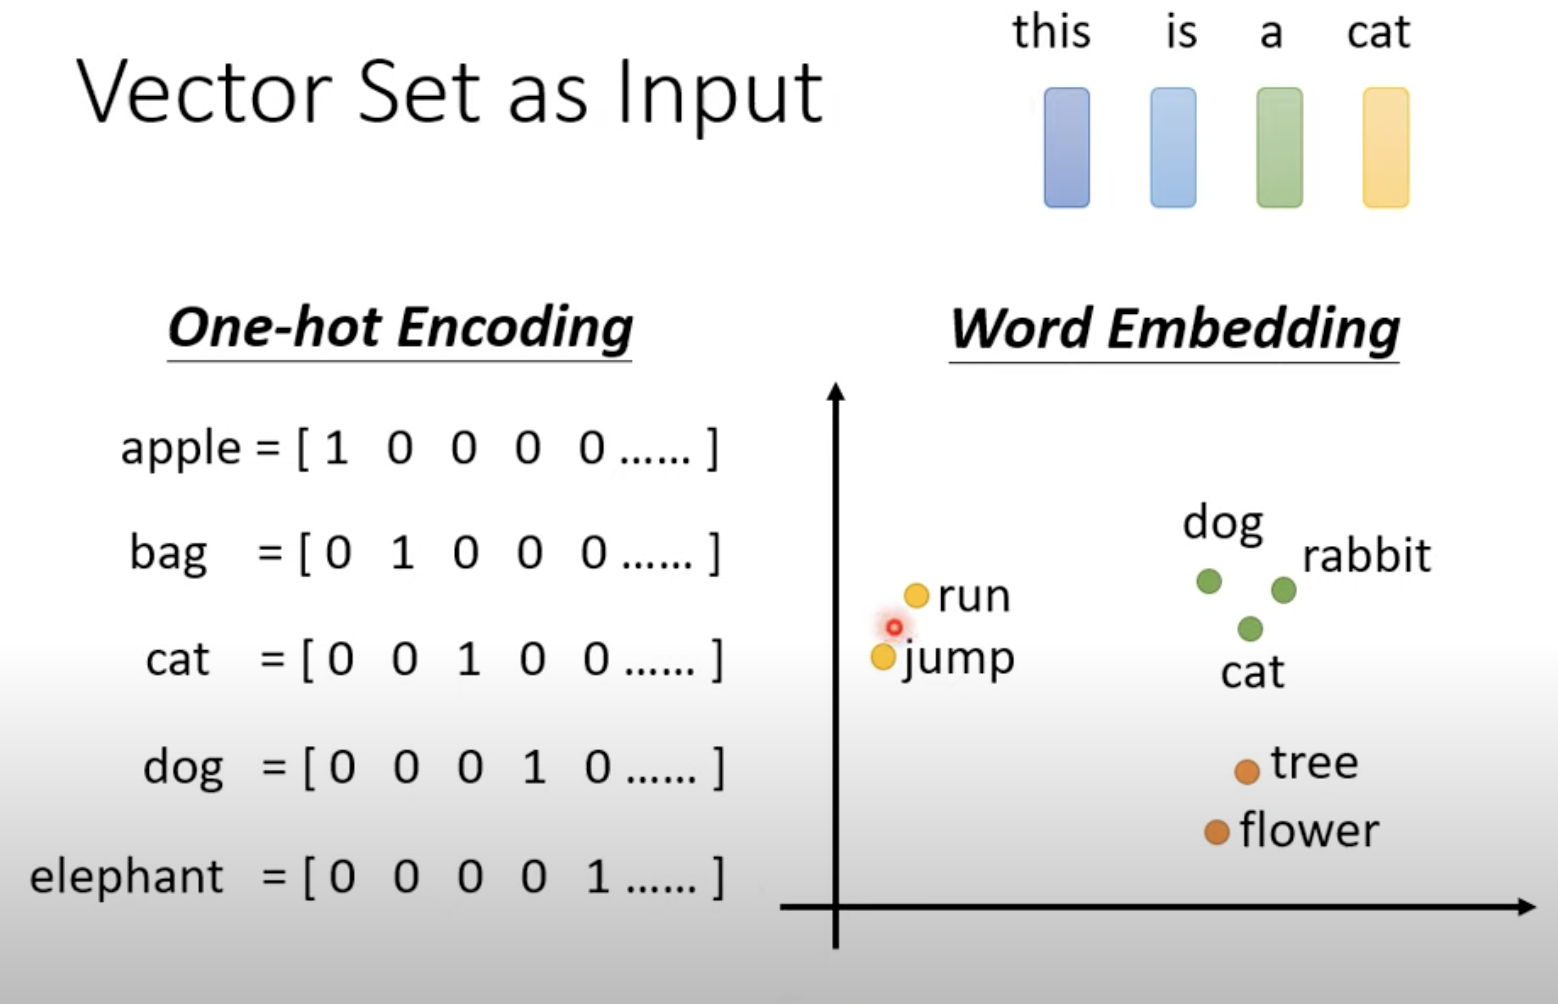 Vector Set as Input
this is a cat
One-hot Encoding
apple = [ 1 0 0 0 0 …… ]
bag = [ 0 1 0 0 0 …… ]
cat = [ 0 0 1 0 0 …… ]
dog = [ 0 0 0 1 0 …… ]
elephant = [ 0 0 0 0 1 …… ]
Word Embedding
dog
rabbit
run
jump
cat
tree
flower